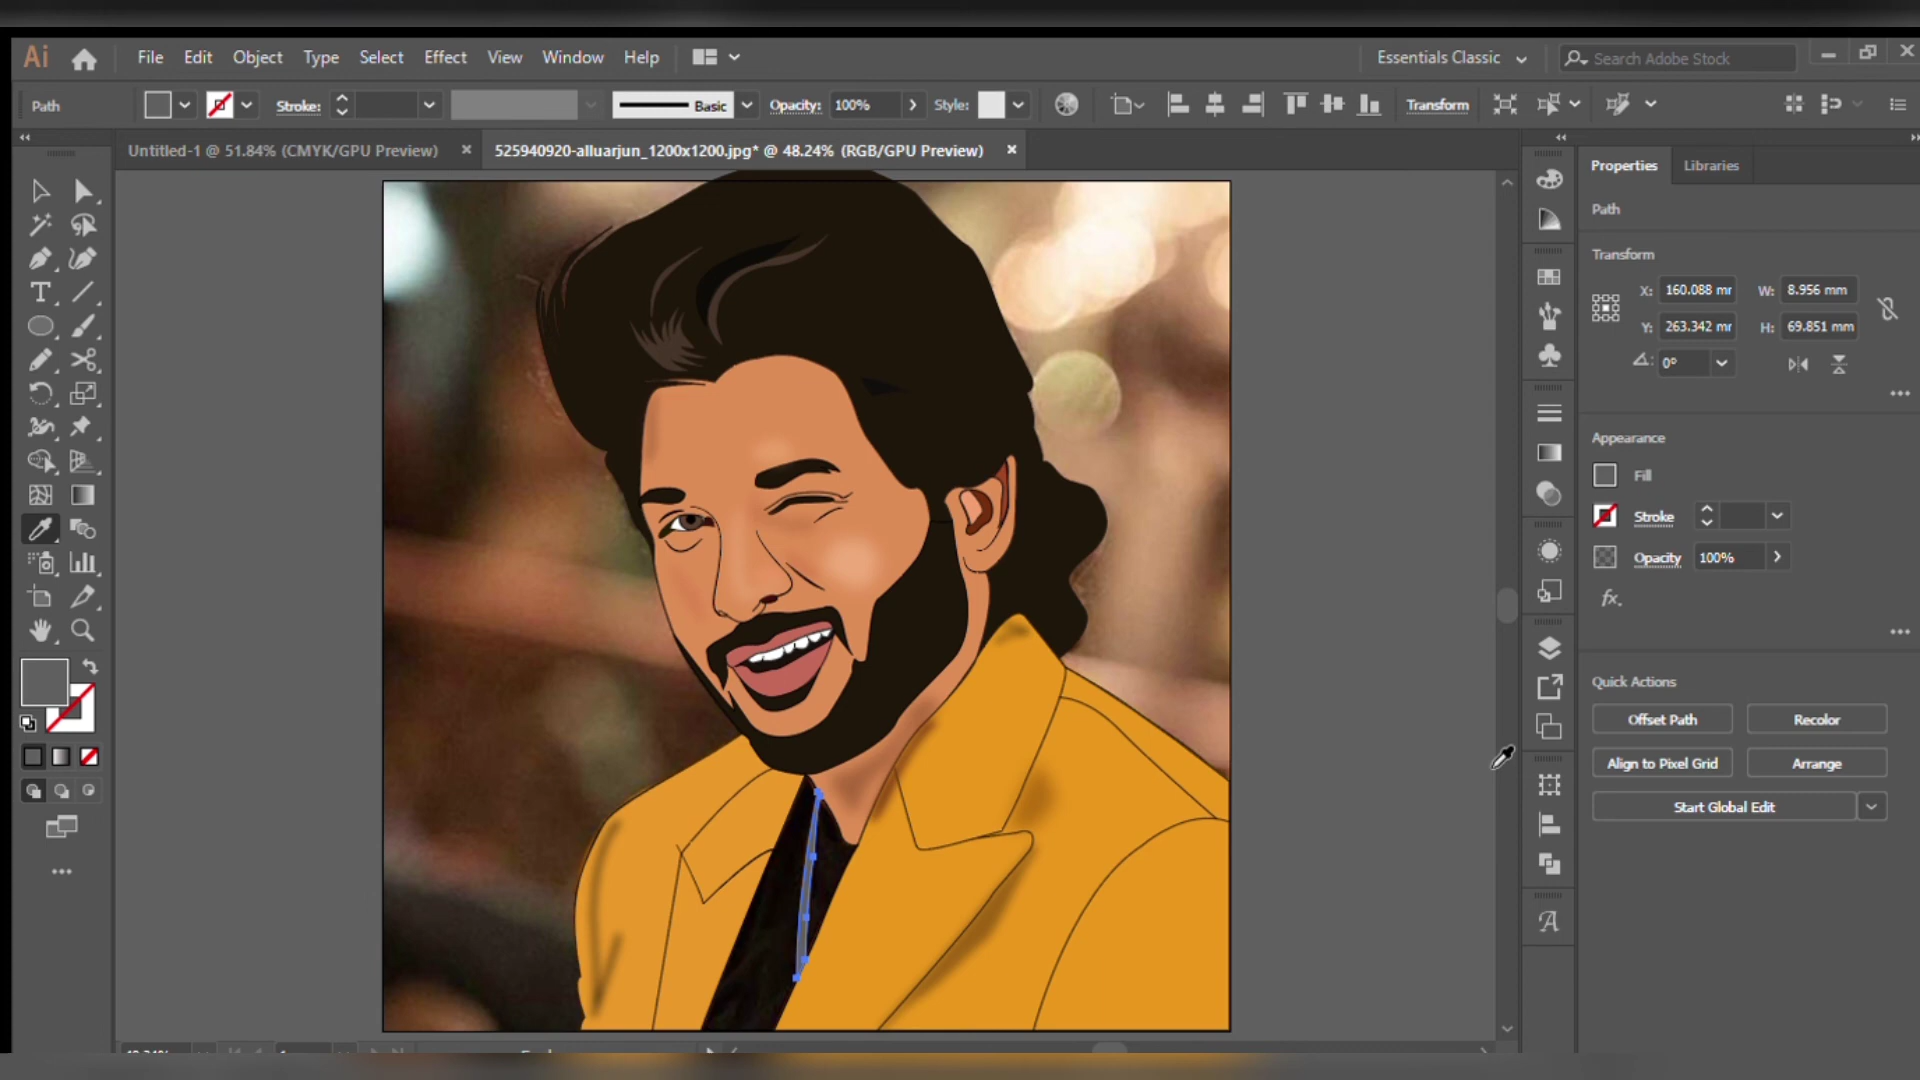 Ai File Edit Object Type Select Effect View Window Help Essentials Classic Search Adobe Stock
Path Stroke: Basic Opacity: 100% Style: Transform
Untitled-1 @ 51.84% (CMYK/GPU Preview) × 525940920-alluarjun_1200x1200.jpg* @ 48.24% (RGB/GPU Preview) ×
Properties Libraries
Path
Transform
X: 160.088 mr W: 8.956 mm
Y: 263.342 mr H: 69.851 mm
0°
Appearance
Fill
Stroke
Opacity 100%
fx.
Quick Actions
Offset Path Recolor
Align to Pixel Grid Arrange
Start Global Edit